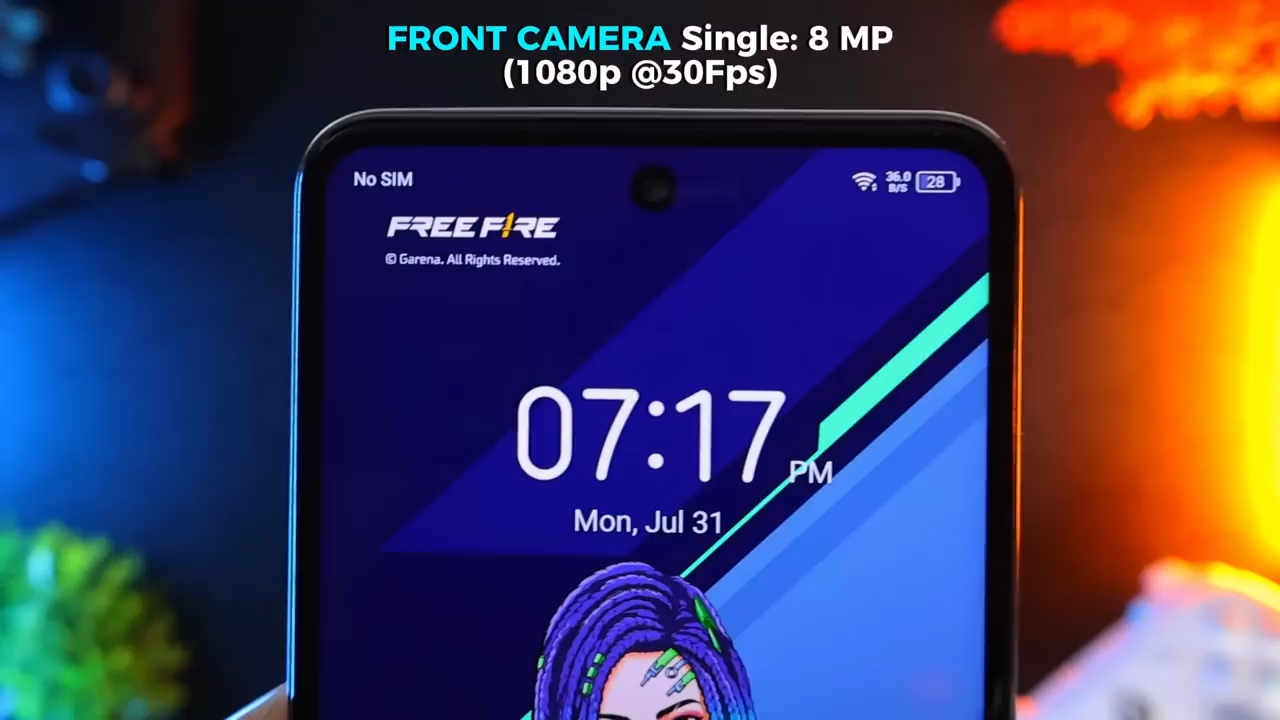 FRONT CAMERA Single: 8 MP
(1080p @30Fps)
No SIM
36.0
B/S
28
FREE FIRE
© Garena. All Rights Reserved.
07:17
PM
Mon, Jul 31